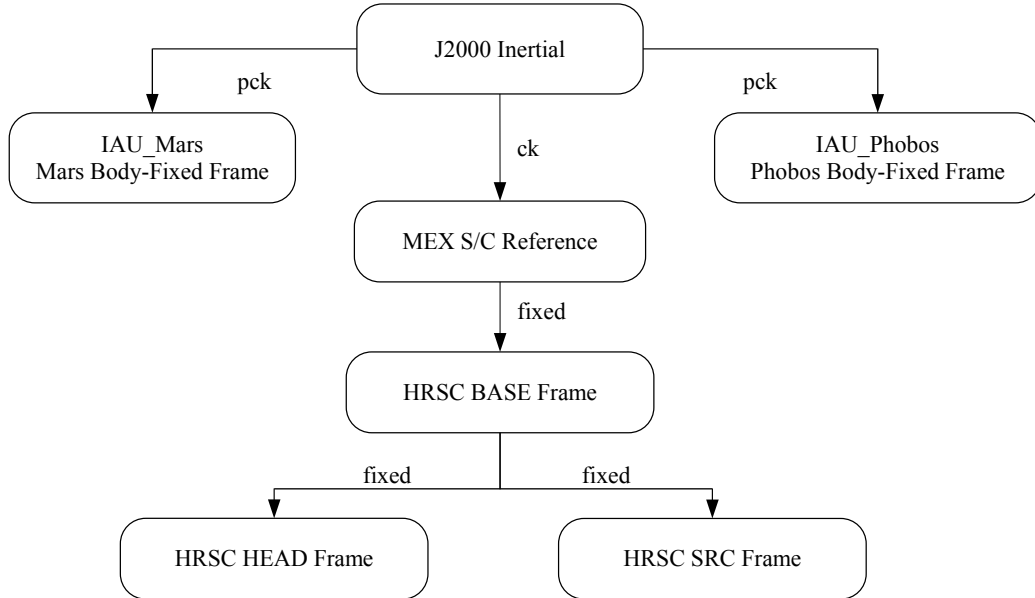 J2000 Inertial
pck
pck
IAU_Mars
Mars Body-Fixed Frame
IAU_Phobos
Phobos Body-Fixed Frame
ck
MEX S/C Reference
fixed
HRSC BASE Frame
fixed
fixed
HRSC HEAD Frame
HRSC SRC Frame